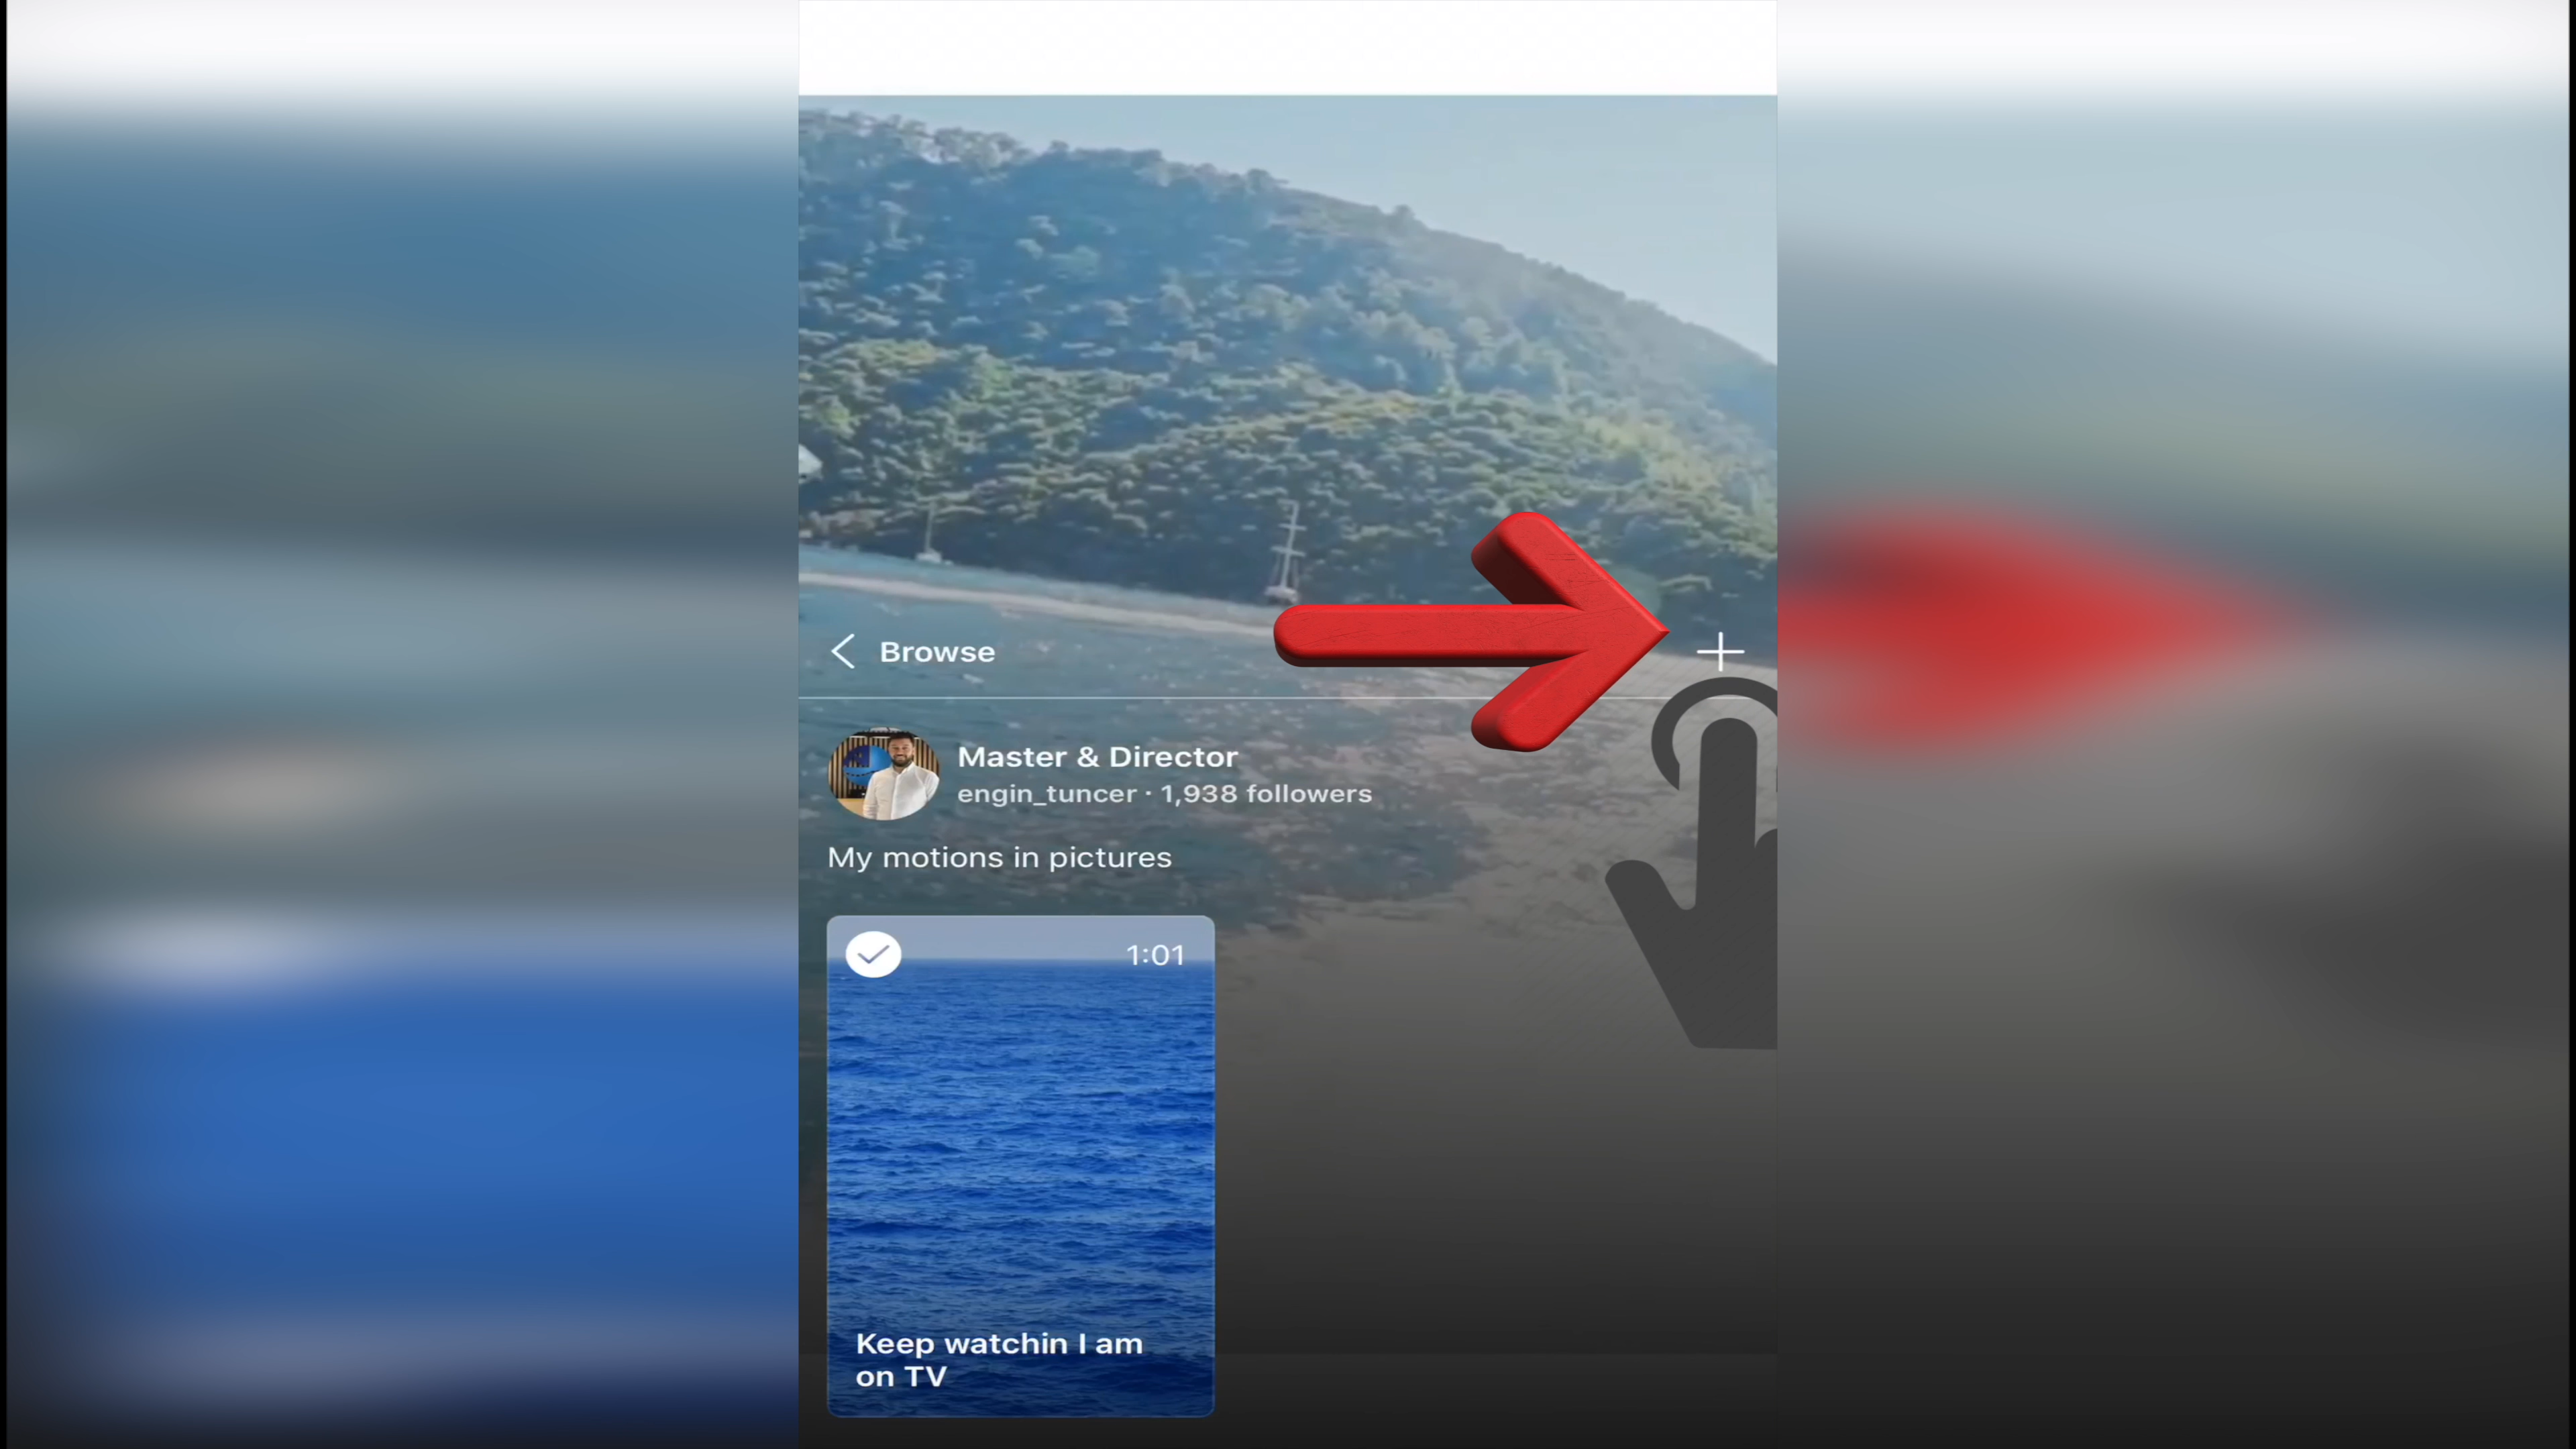 Browse
Master & Director
engin_tuncer · 1,938 followers
My motions in pictures
1:01
Keep watchin I am
on TV